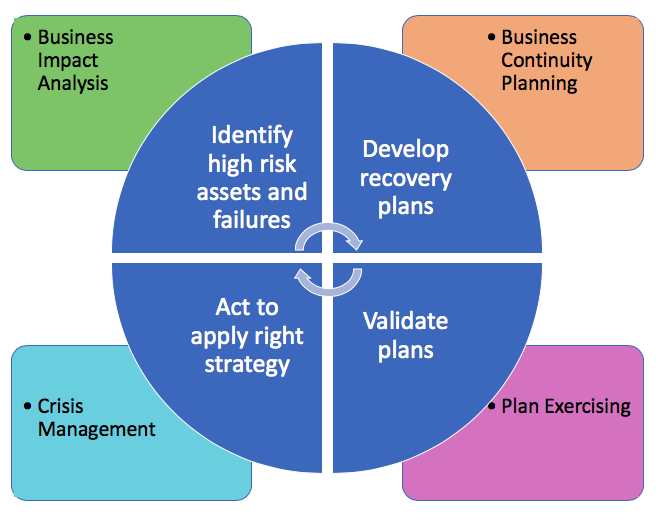 • Business
Impact
Analysis
• Business
Continuity
Planning
Identify
high risk
assets and
failures
Develop
recovery
plans
Act to
apply right
strategy
Validate
plans
• Crisis
Management
• Plan Exercising